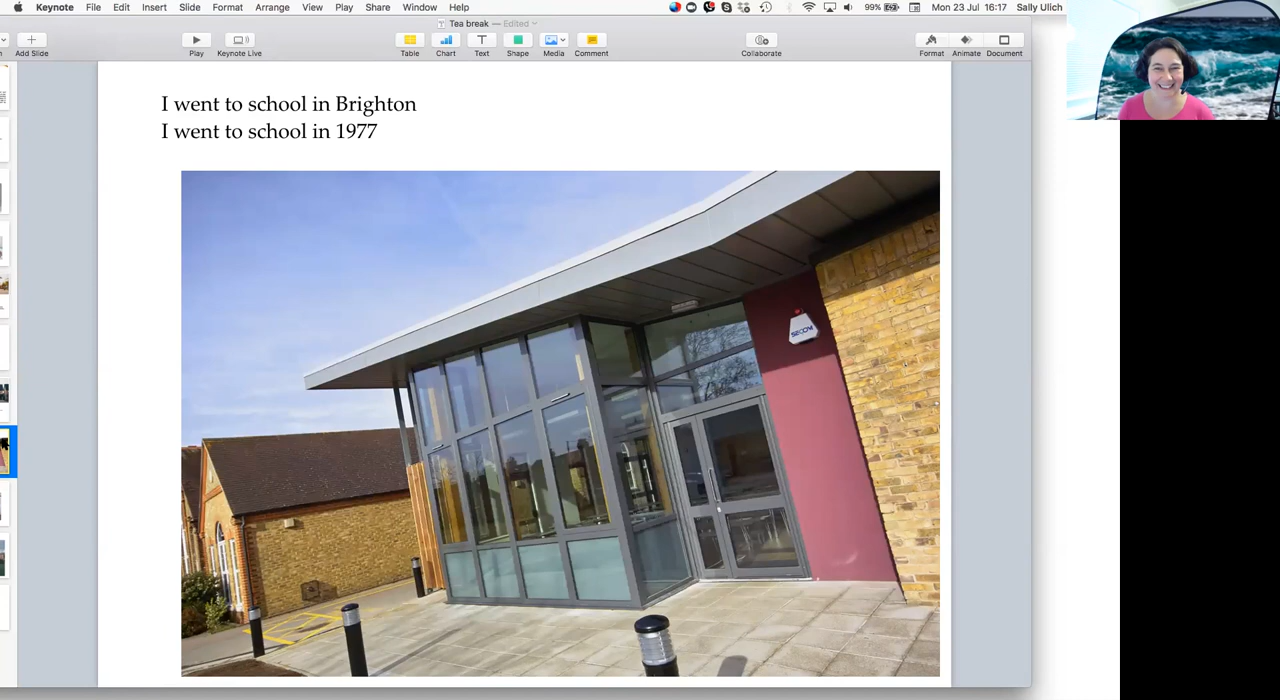 Keynote File Edit Insert Slide Format Arrange View Play Share Window Help 99% Mon 23 Jul 16:17 Sally Ulich
Tea break — Edited
Add Slide Play Keynote Live Table Chart Text Shape Media Comment Collaborate Format Animate Document
I went to school in Brighton
I went to school in 1977
SECOM